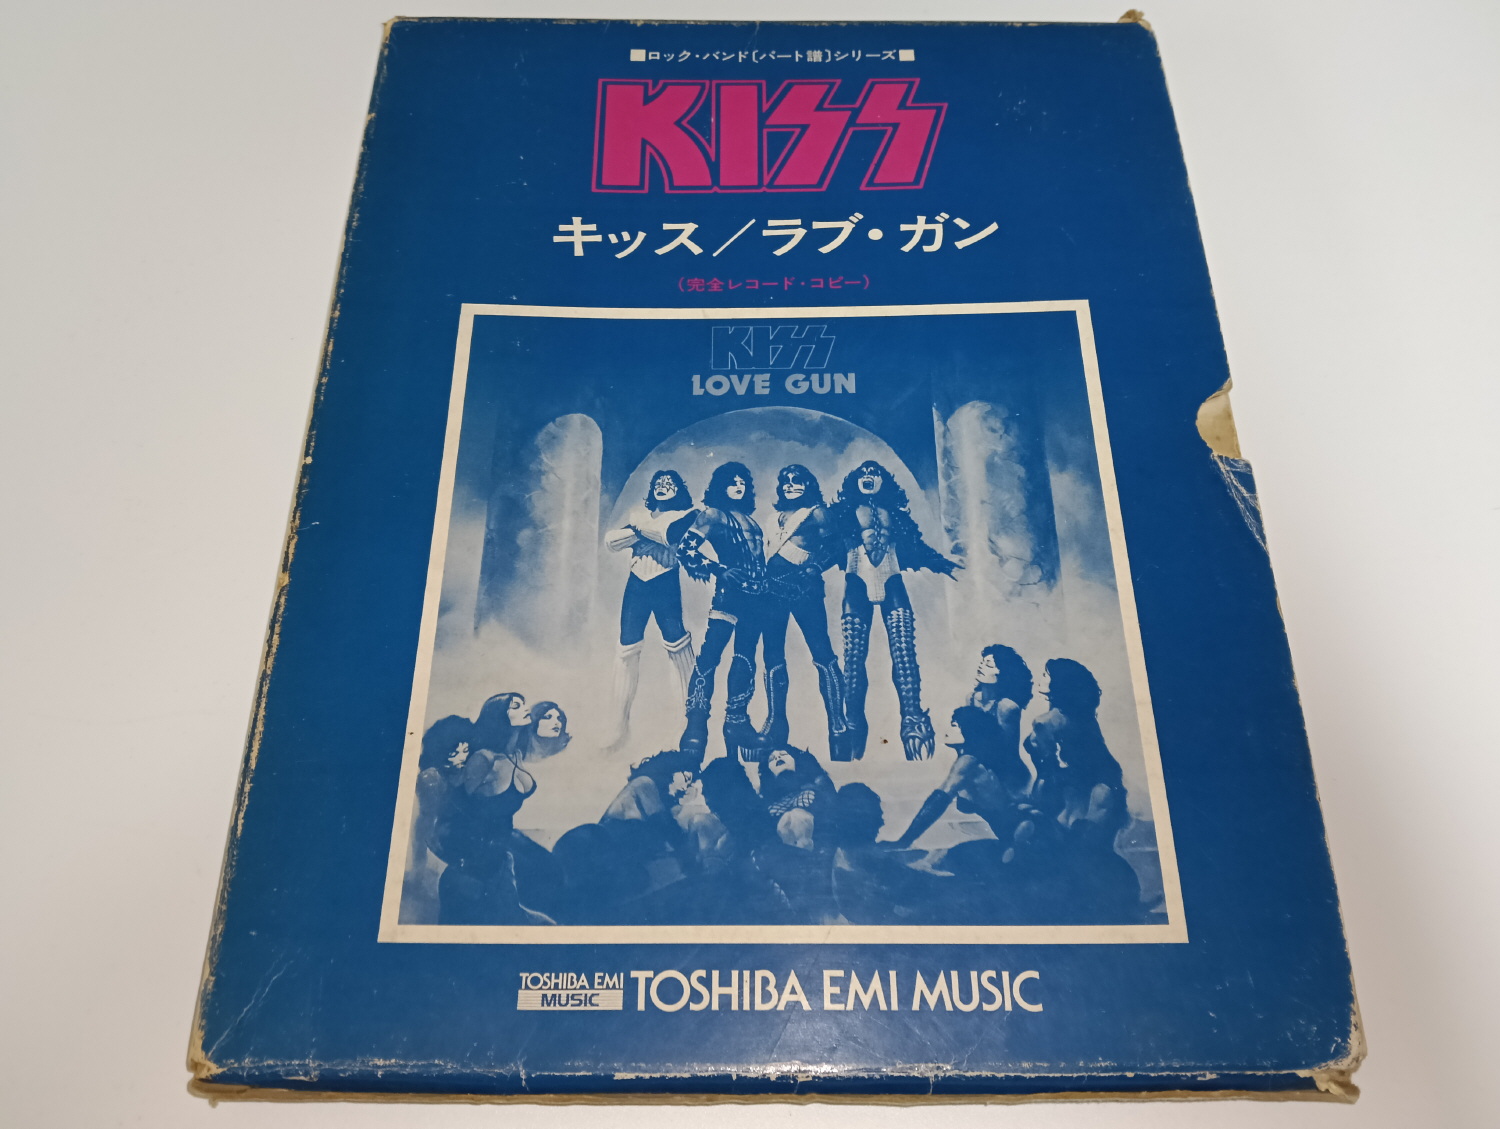 ■ロック・バンド〔パート譜〕シリーズ■
KISS
キッス／ラブ・ガン
（完全レコード・コピー）
KISS
LOVE GUN
TOSHIBA EMI
MUSIC
TOSHIBA EMI MUSIC